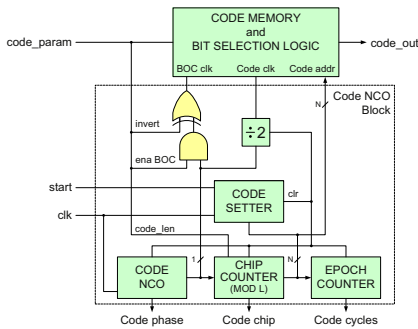 CODE MEMORY
and
BIT SELECTION LOGIC
code_param
code_out
BOC clk
Code clk
Code addr
Code NCO
Block
N
invert
÷2
ena BOC
start
CODE
SETTER
clr
clk
code_len
1
N
CODE
NCO
CHIP
COUNTER
(MOD L)
EPOCH
COUNTER
Code phase
Code chip
Code cycles